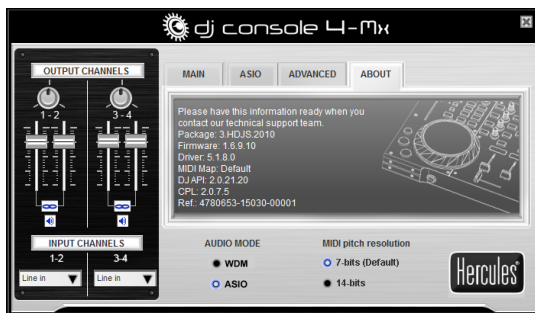 dj console 4-Mx
OUTPUT CHANNELS
1 - 2
3 - 4
INPUT CHANNELS
1-2
3-4
Line in
Line in
MAIN
ASIO
ADVANCED
ABOUT
Please have this information ready when you
contact our technical support team.
Package: 3.HDJS.2010
Firmware: 1.6.9.10
Driver: 5.1.8.0
MIDI Map: Default
DJ API: 2.0.21.20
CPL: 2.0.7.5
Ref.: 4780653-15030-00001
AUDIO MODE
WDM
ASIO
MIDI pitch resolution
7-bits (Default)
14-bits
Hercules